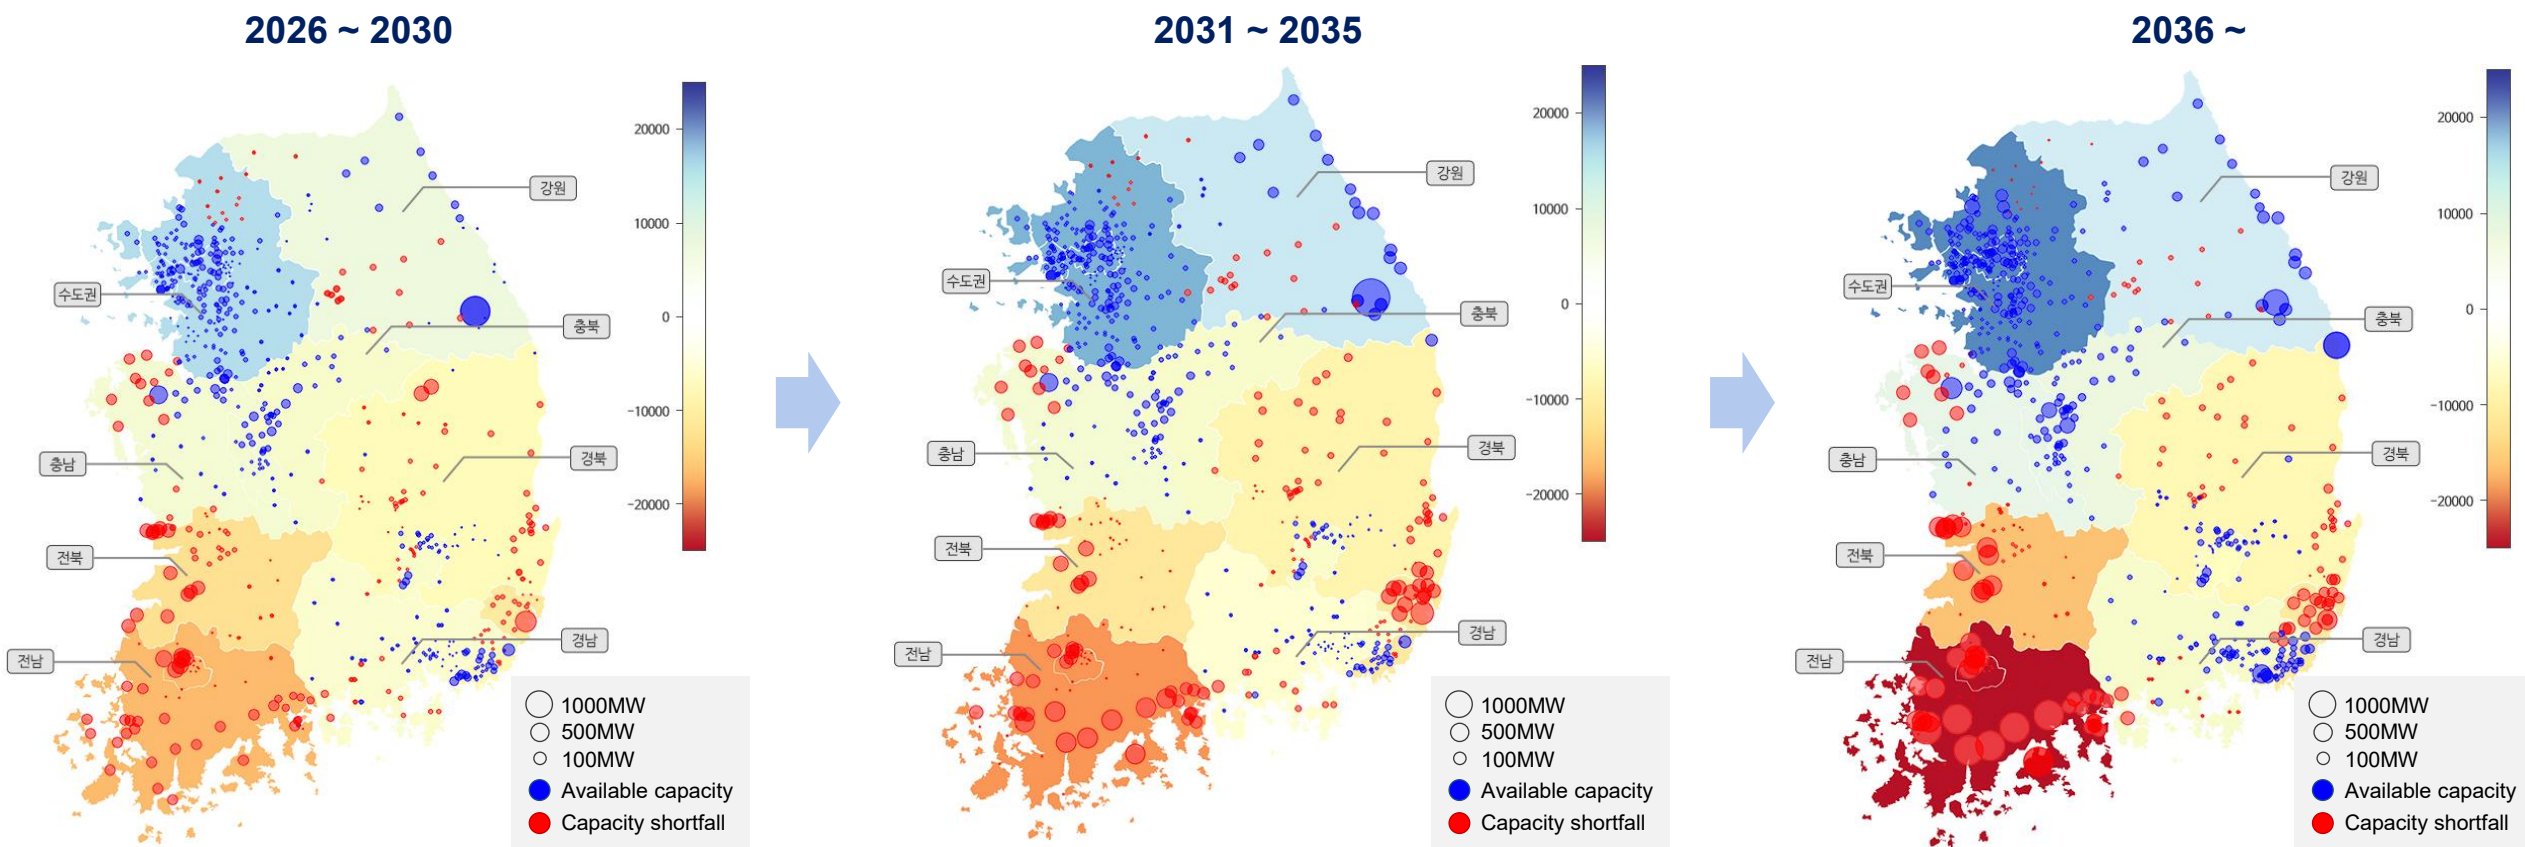 2026 ~ 2030
20000
10000
0
−10000
−20000
강원
수도권
충북
충남
경북
전북
경남
전남
1000MW
500MW
100MW
Available capacity
Capacity shortfall
2031 ~ 2035
20000
10000
0
−10000
−20000
강원
수도권
충북
충남
경북
전북
경남
전남
1000MW
500MW
100MW
Available capacity
Capacity shortfall
2036 ~
20000
10000
0
−10000
−20000
강원
수도권
충북
충남
경북
전북
경남
전남
1000MW
500MW
100MW
Available capacity
Capacity shortfall